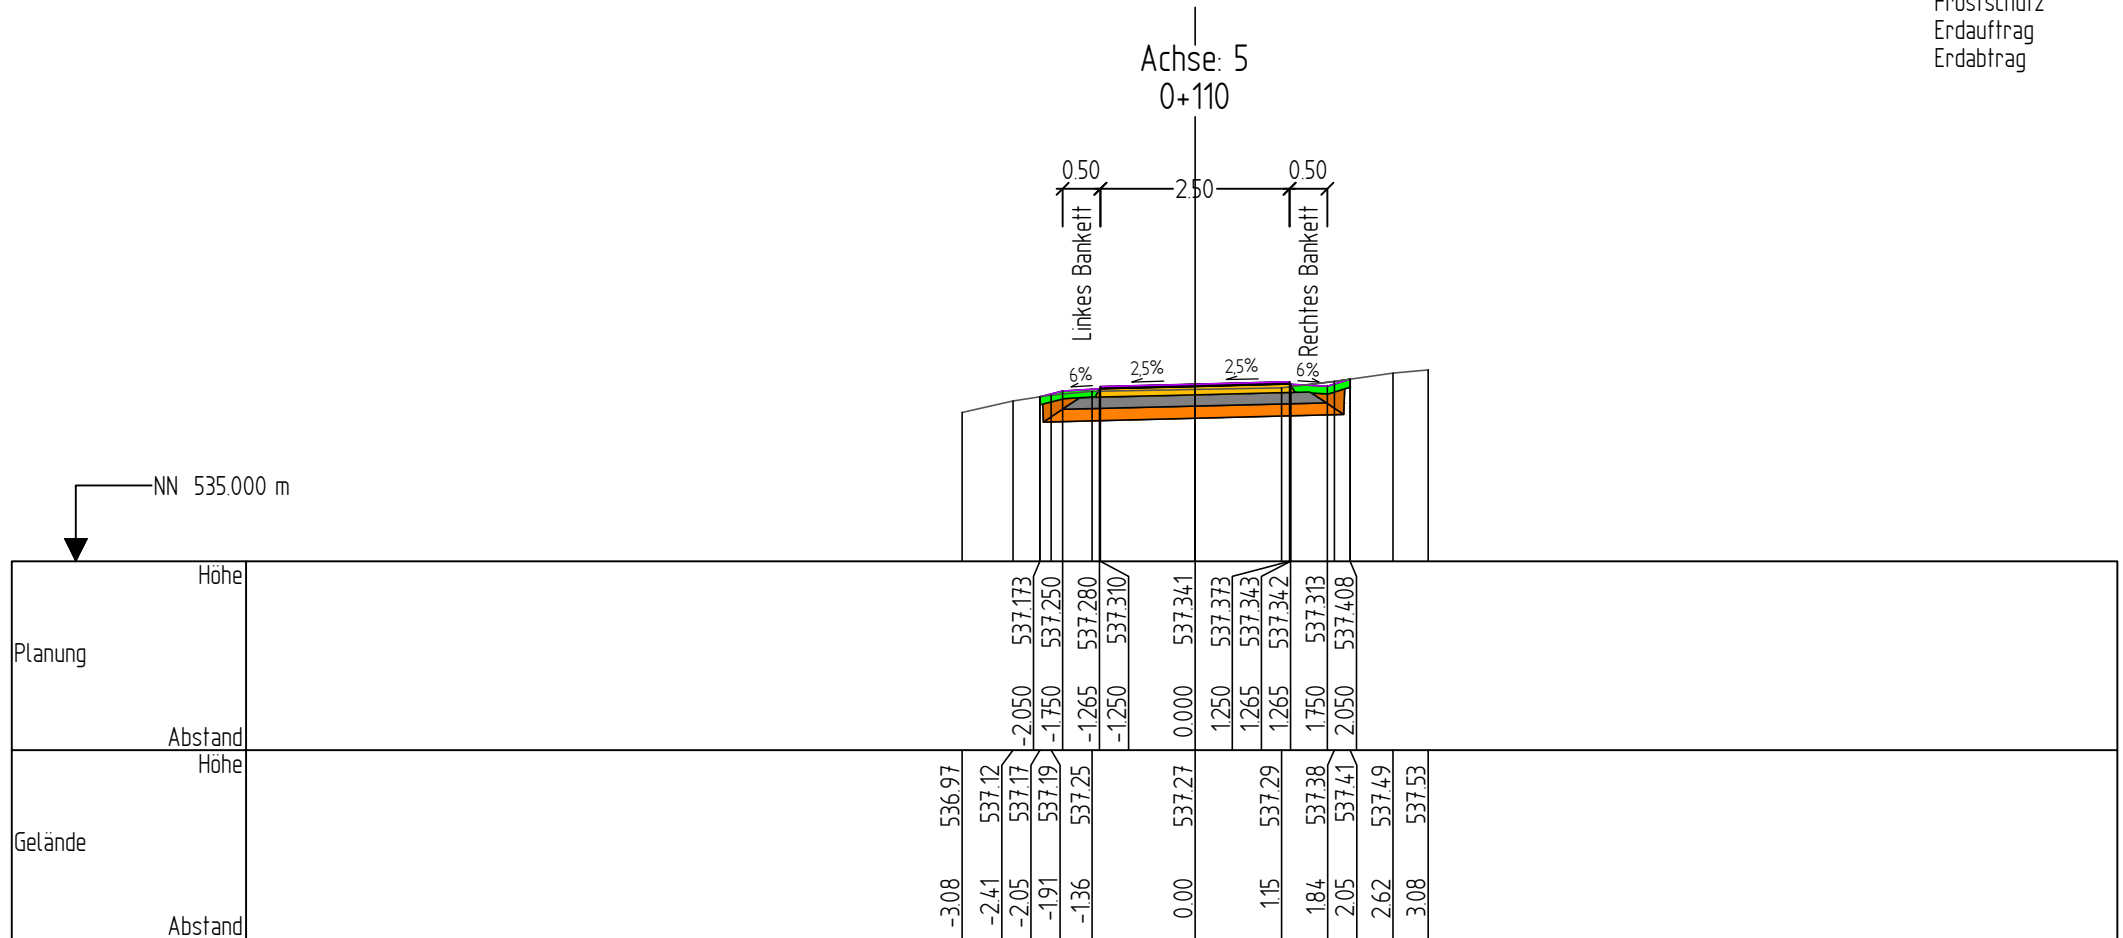 Frostschutz
Erdauftrag
Erdabtrag
Achse: 5
0+110
0.50 2.50 0.50
Linkes Bankett
Rechtes Bankett
6% 2,5% 2,5% 6%
NN 535.000 m
Höhe
537.173 537.250 537.280 537.310 537.341 537.373 537.343 537.342 537.313 537.408
Planung
-2.050 -1.750 -1.265 -1.250 0.000 1.250 1.265 1.265 1.750 2.050
Abstand
Höhe
536.97 537.12 537.17 537.19 537.25 537.27 537.29 537.38 537.41 537.49 537.53
Gelände
-3.08 -2.41 -2.05 -1.91 -1.36 0.00 1.15 1.84 2.05 2.62 3.08
Abstand